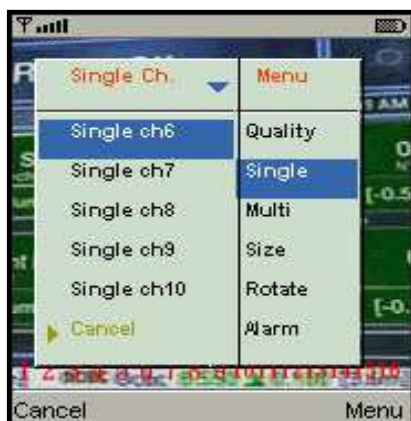 Single Ch.
Menu
Single ch6
Single ch7
Single ch8
Single ch9
Single ch10
Cancel
Quality
Single
Multi
Size
Rotate
Alarm
Cancel
Menu